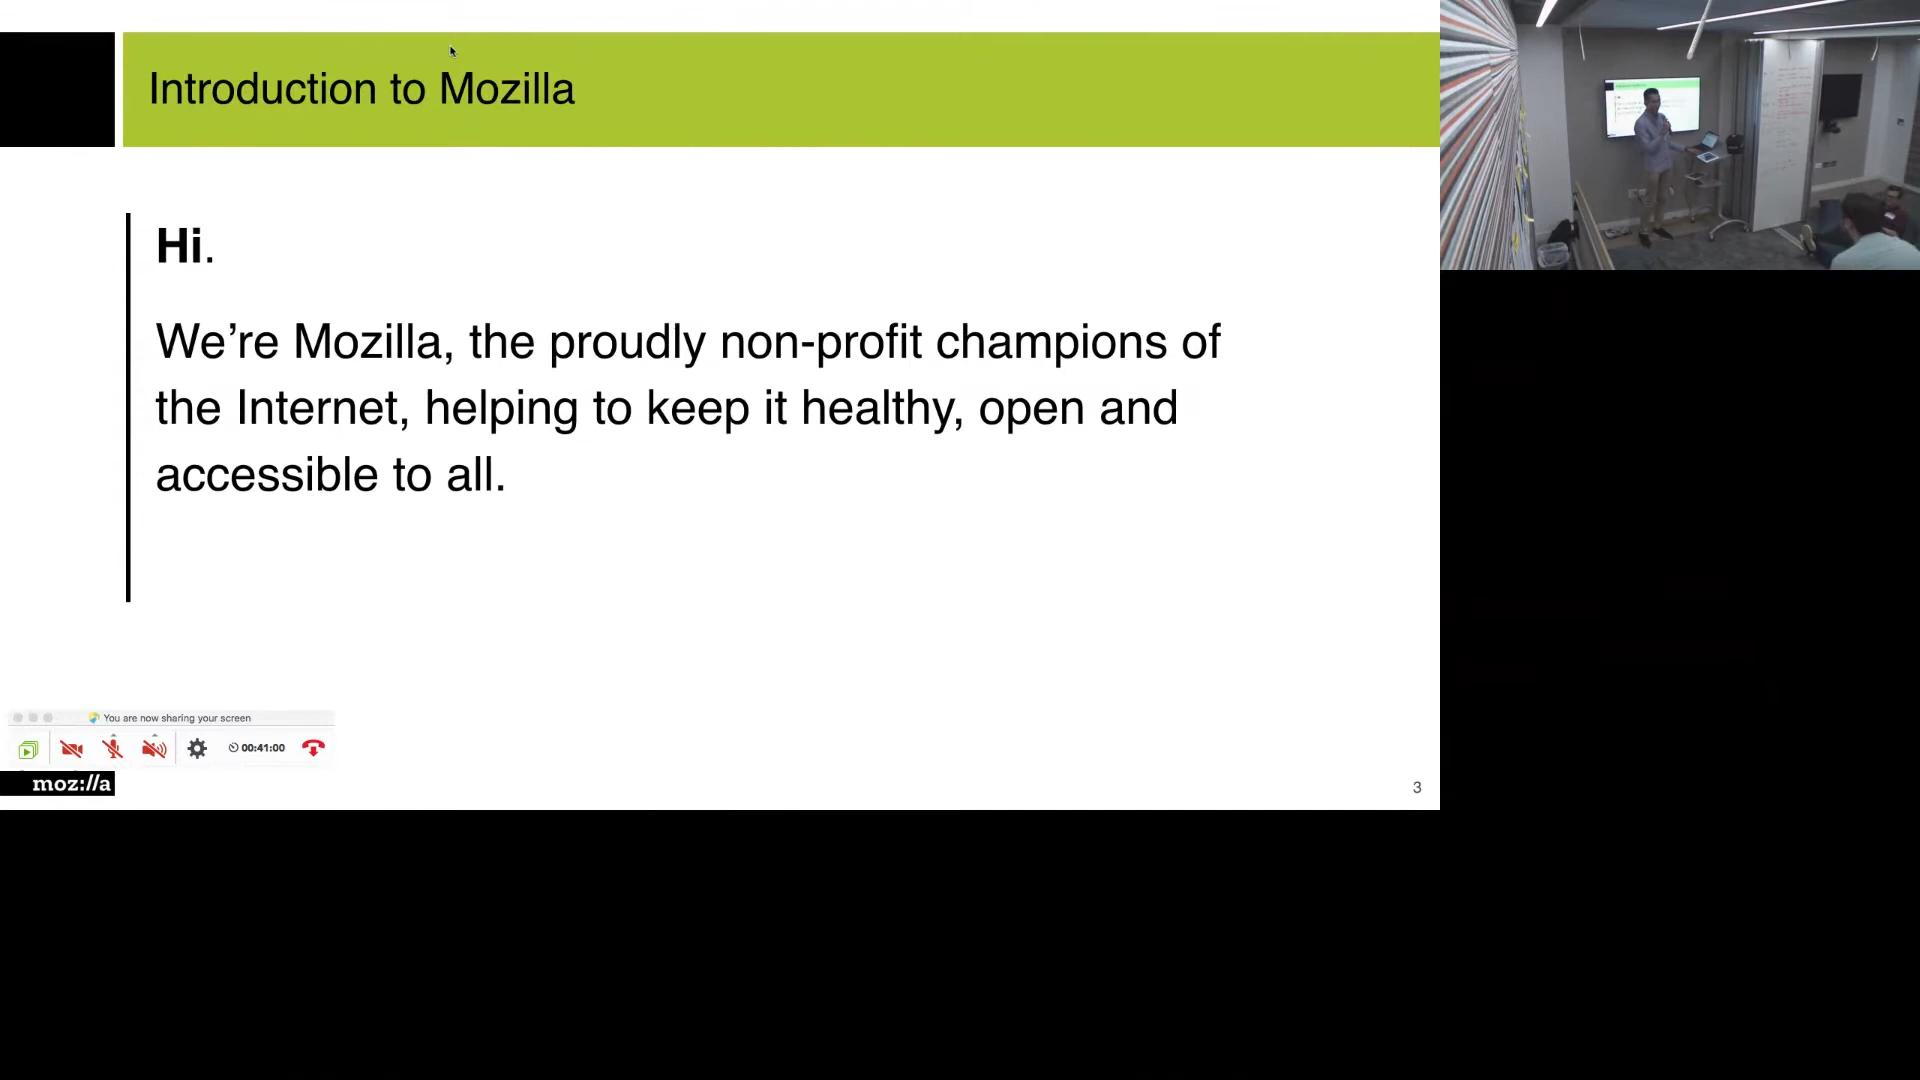 Introduction to Mozilla
Hi.
We’re Mozilla, the proudly non-profit champions of
the Internet, helping to keep it healthy, open and
accessible to all.
You are now sharing your screen
00:41:00
moz://a
3